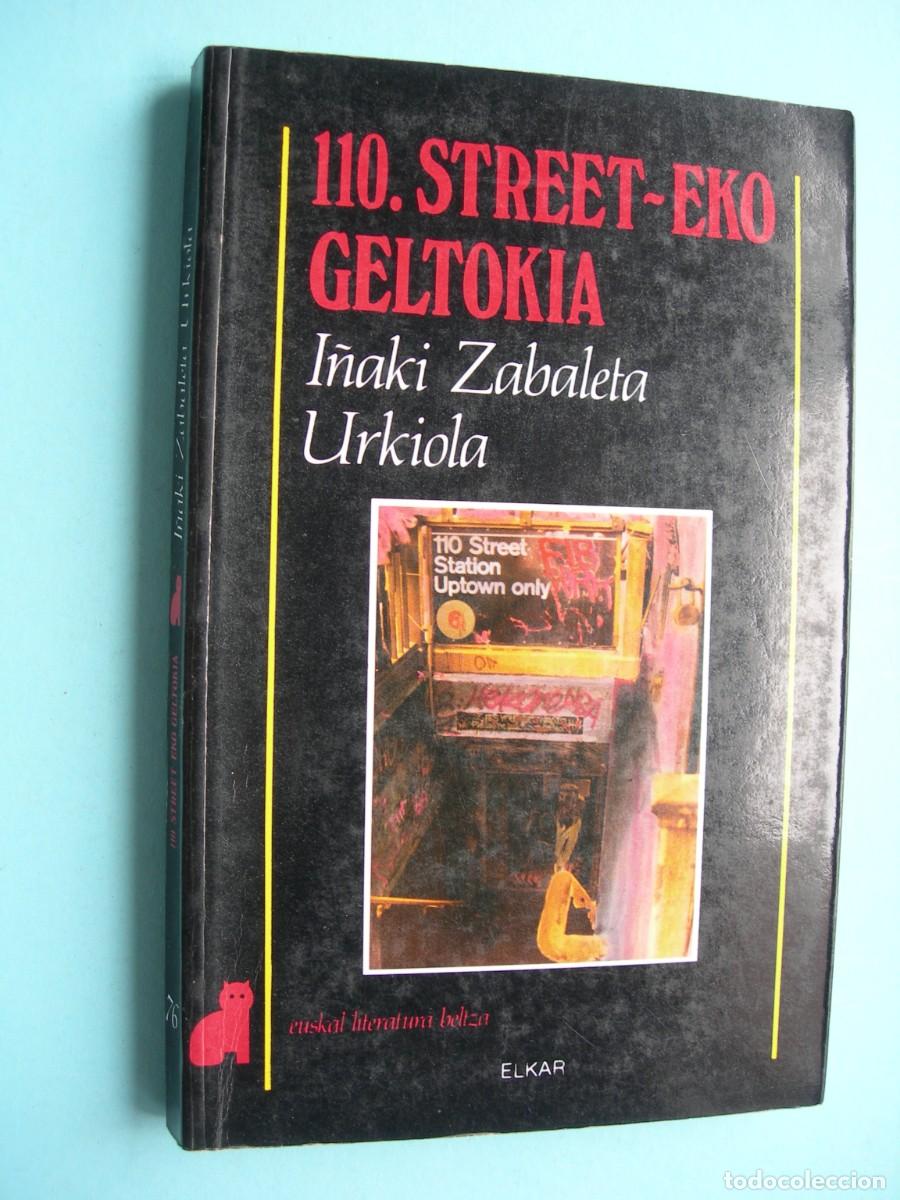 110. STREET-EKO
GELTOKIA
Iñaki Zabaleta
Urkiola
110 Street
Station
Uptown only
6
euskal literatura beltza
ELKAR
110. STREET-EKO GELTOKIA
Iñaki Zabaleta Urkiola
76
todocoleccion